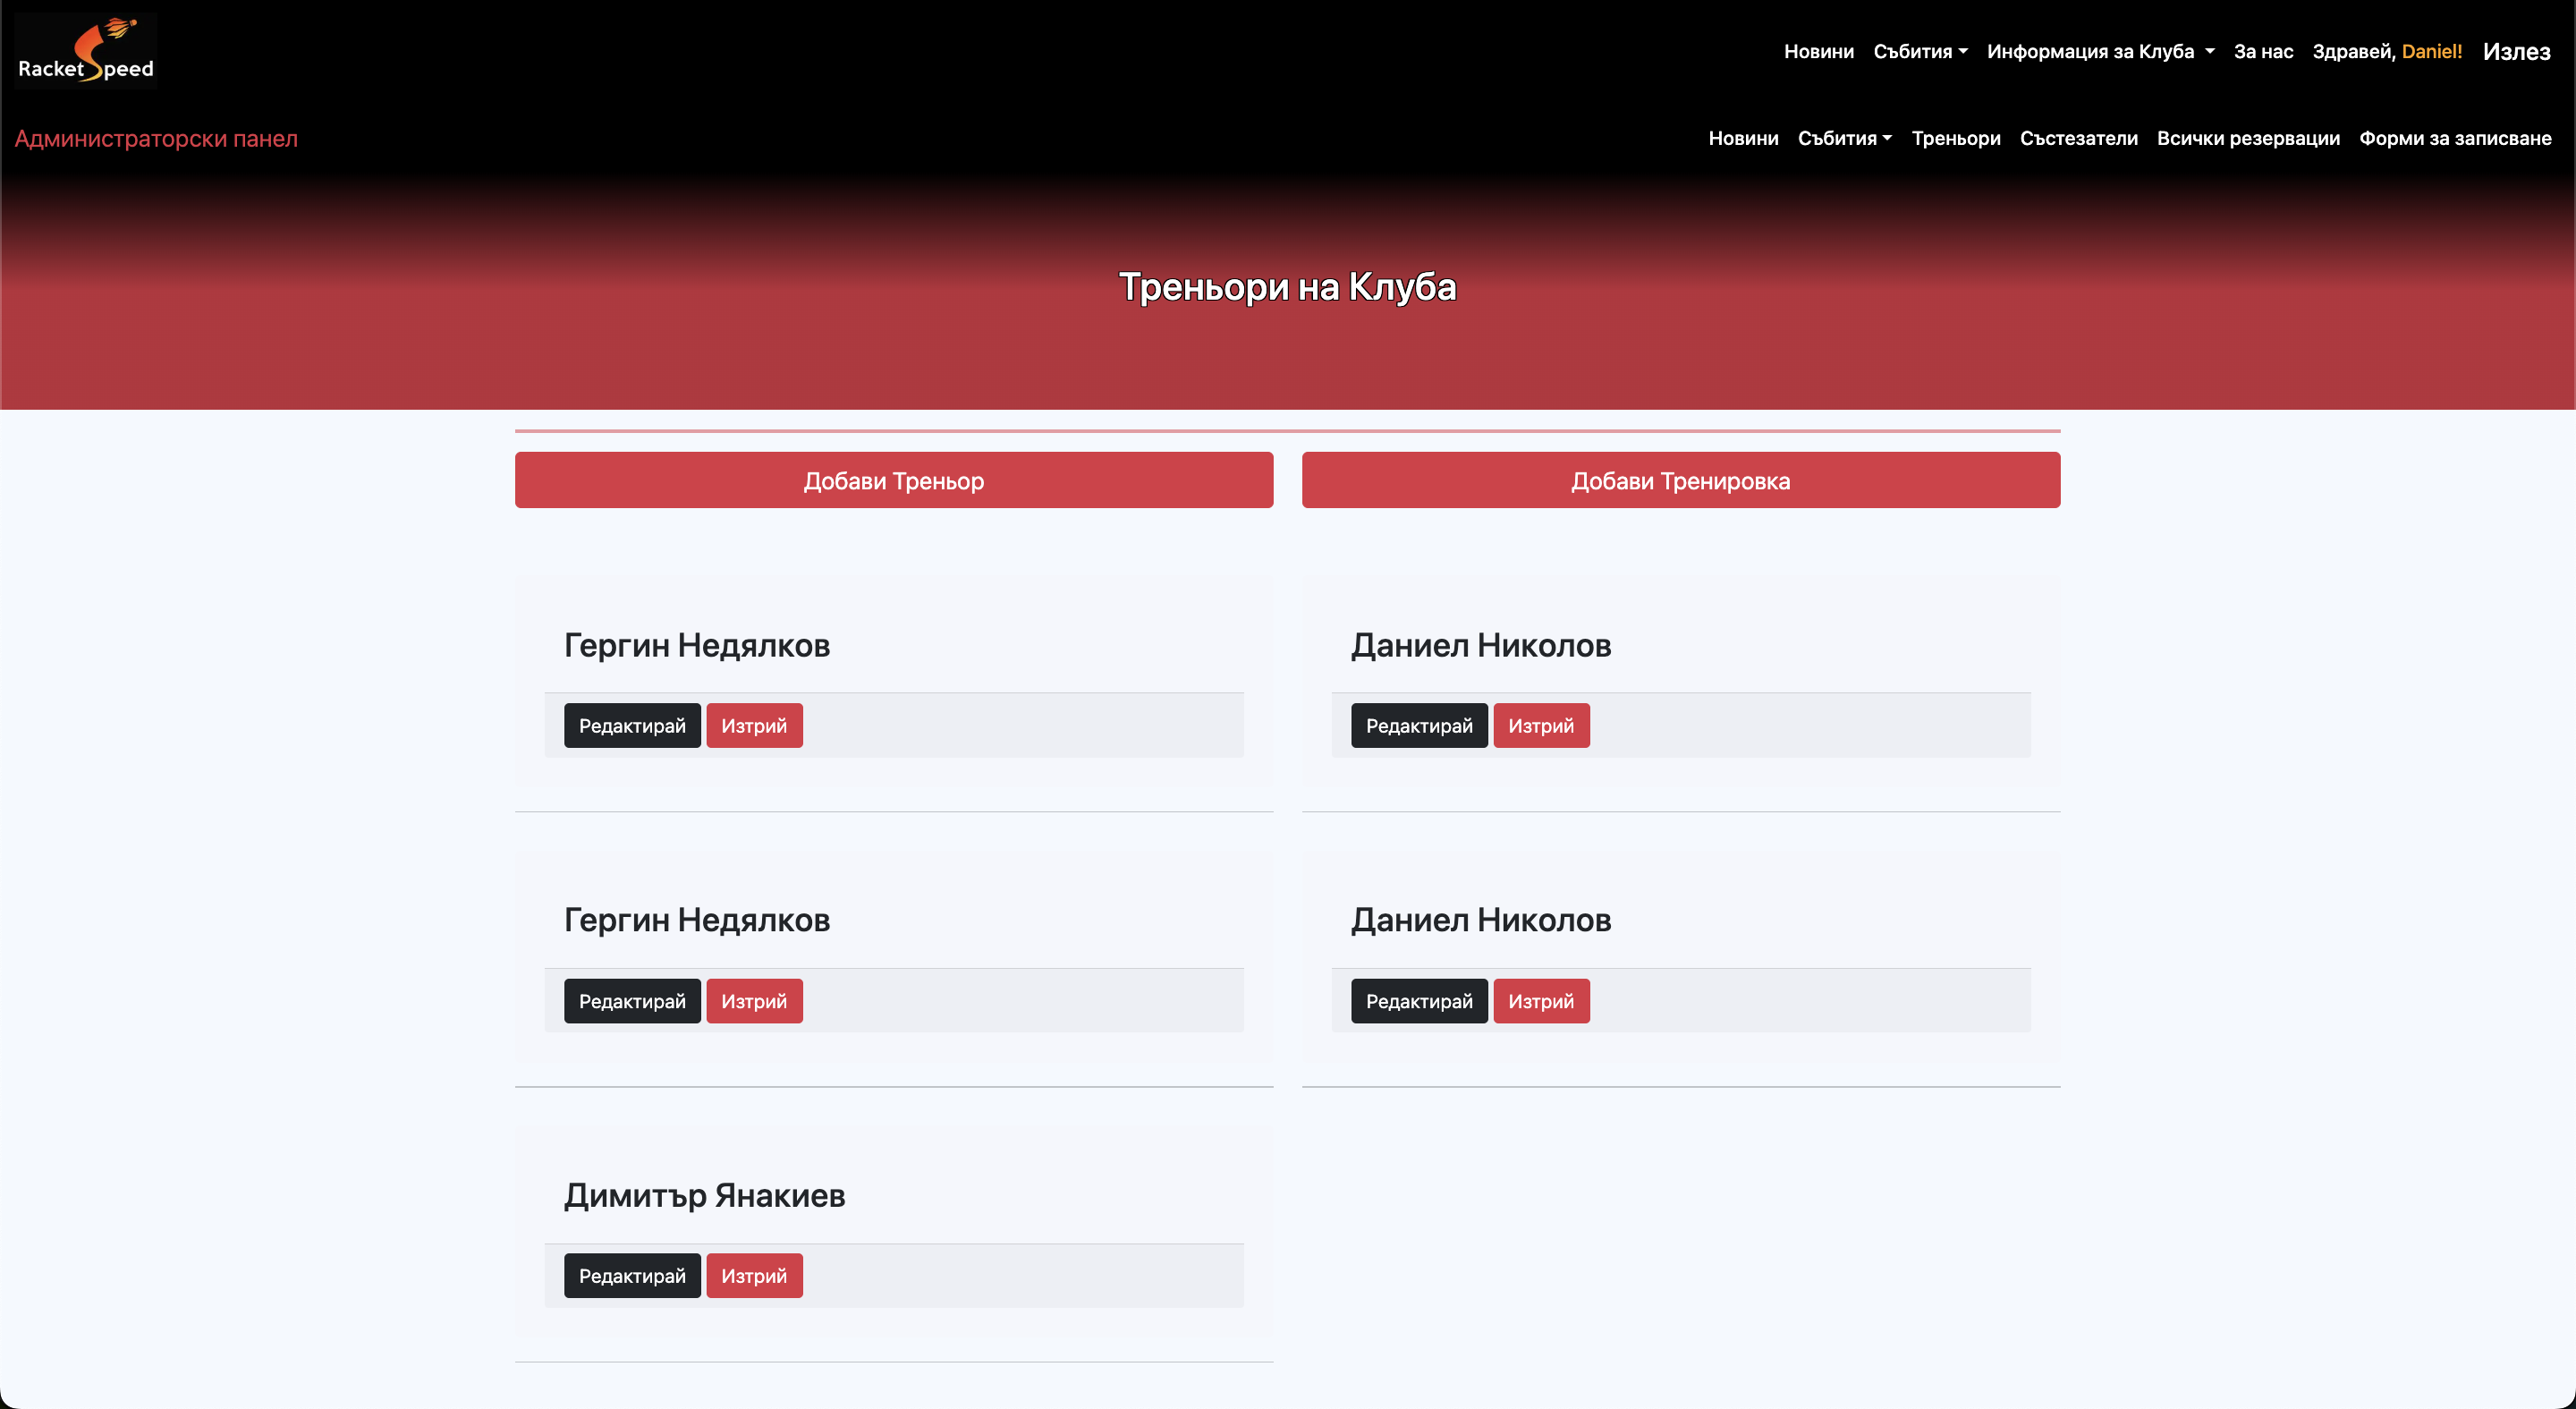 RacketSpeed
Новини Събития Информация за Клуба За нас Здравей, Daniel! Излез
Администраторски панел
Новини Събития Треньори Състезатели Всички резервации Форми за записване
Треньори на Клуба
Добави Треньор Добави Тренировка
Гергин Недялков Даниел Николов
Редактирай Изтрий Редактирай Изтрий
Гергин Недялков Даниел Николов
Редактирай Изтрий Редактирай Изтрий
Димитър Янакиев
Редактирай Изтрий